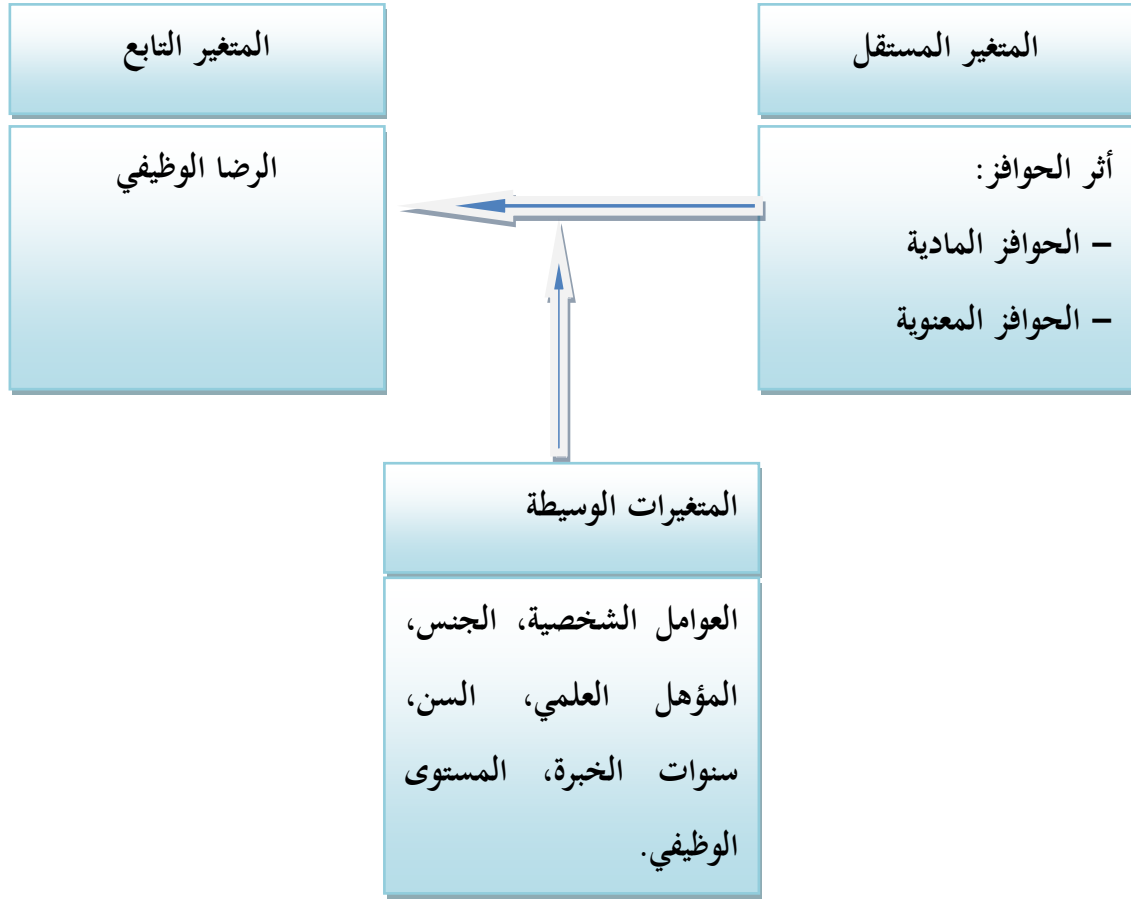 المتغير المستقل
أثر الحوافز:
– الحوافز المادية
– الحوافز المعنوية
المتغير التابع
الرضا الوظيفي
المتغيرات الوسيطة
العوامل الشخصية، الجنس،
المؤهل العلمي، السن،
سنوات الخبرة، المستوى
الوظيفي.